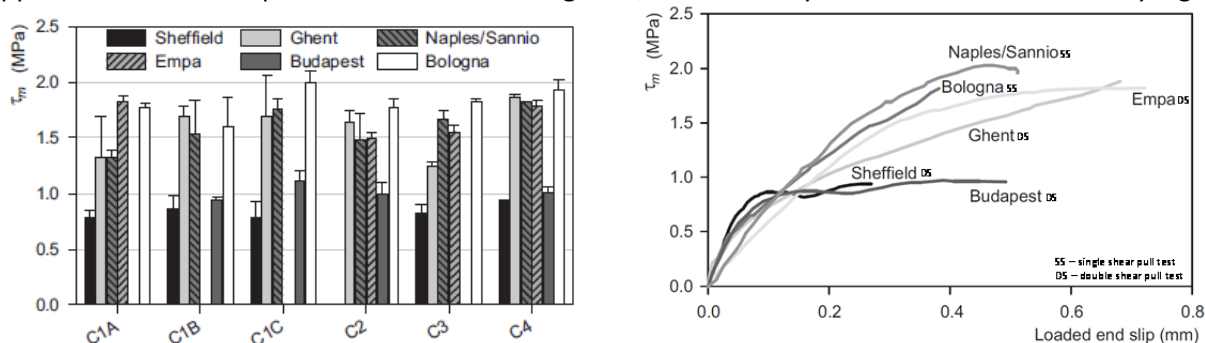 τm (MPa)
2.5
2.0
1.5
1.0
0.5
0.0
Sheffield
Ghent
Naples/Sannio
Empa
Budapest
Bologna
C1A
C1B
C1C
C2
C3
C4
τm (MPa)
2.5
2.0
1.5
1.0
0.5
0.0
Naples/Sannio SS
Bologna SS
Empa DS
Ghent DS
Sheffield DS
Budapest DS
SS – single shear pull test
DS – double shear pull test
0.0
0.2
0.4
0.6
0.8
Loaded end slip (mm)